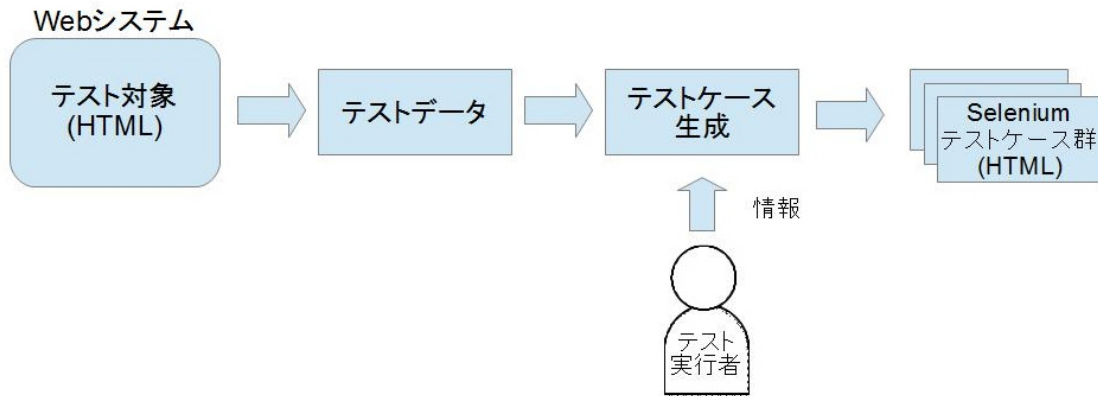 Webシステム
テスト対象
(HTML)
テストデータ
テストケース
生成
Selenium
テストケース群
(HTML)
情報
テスト
実行者